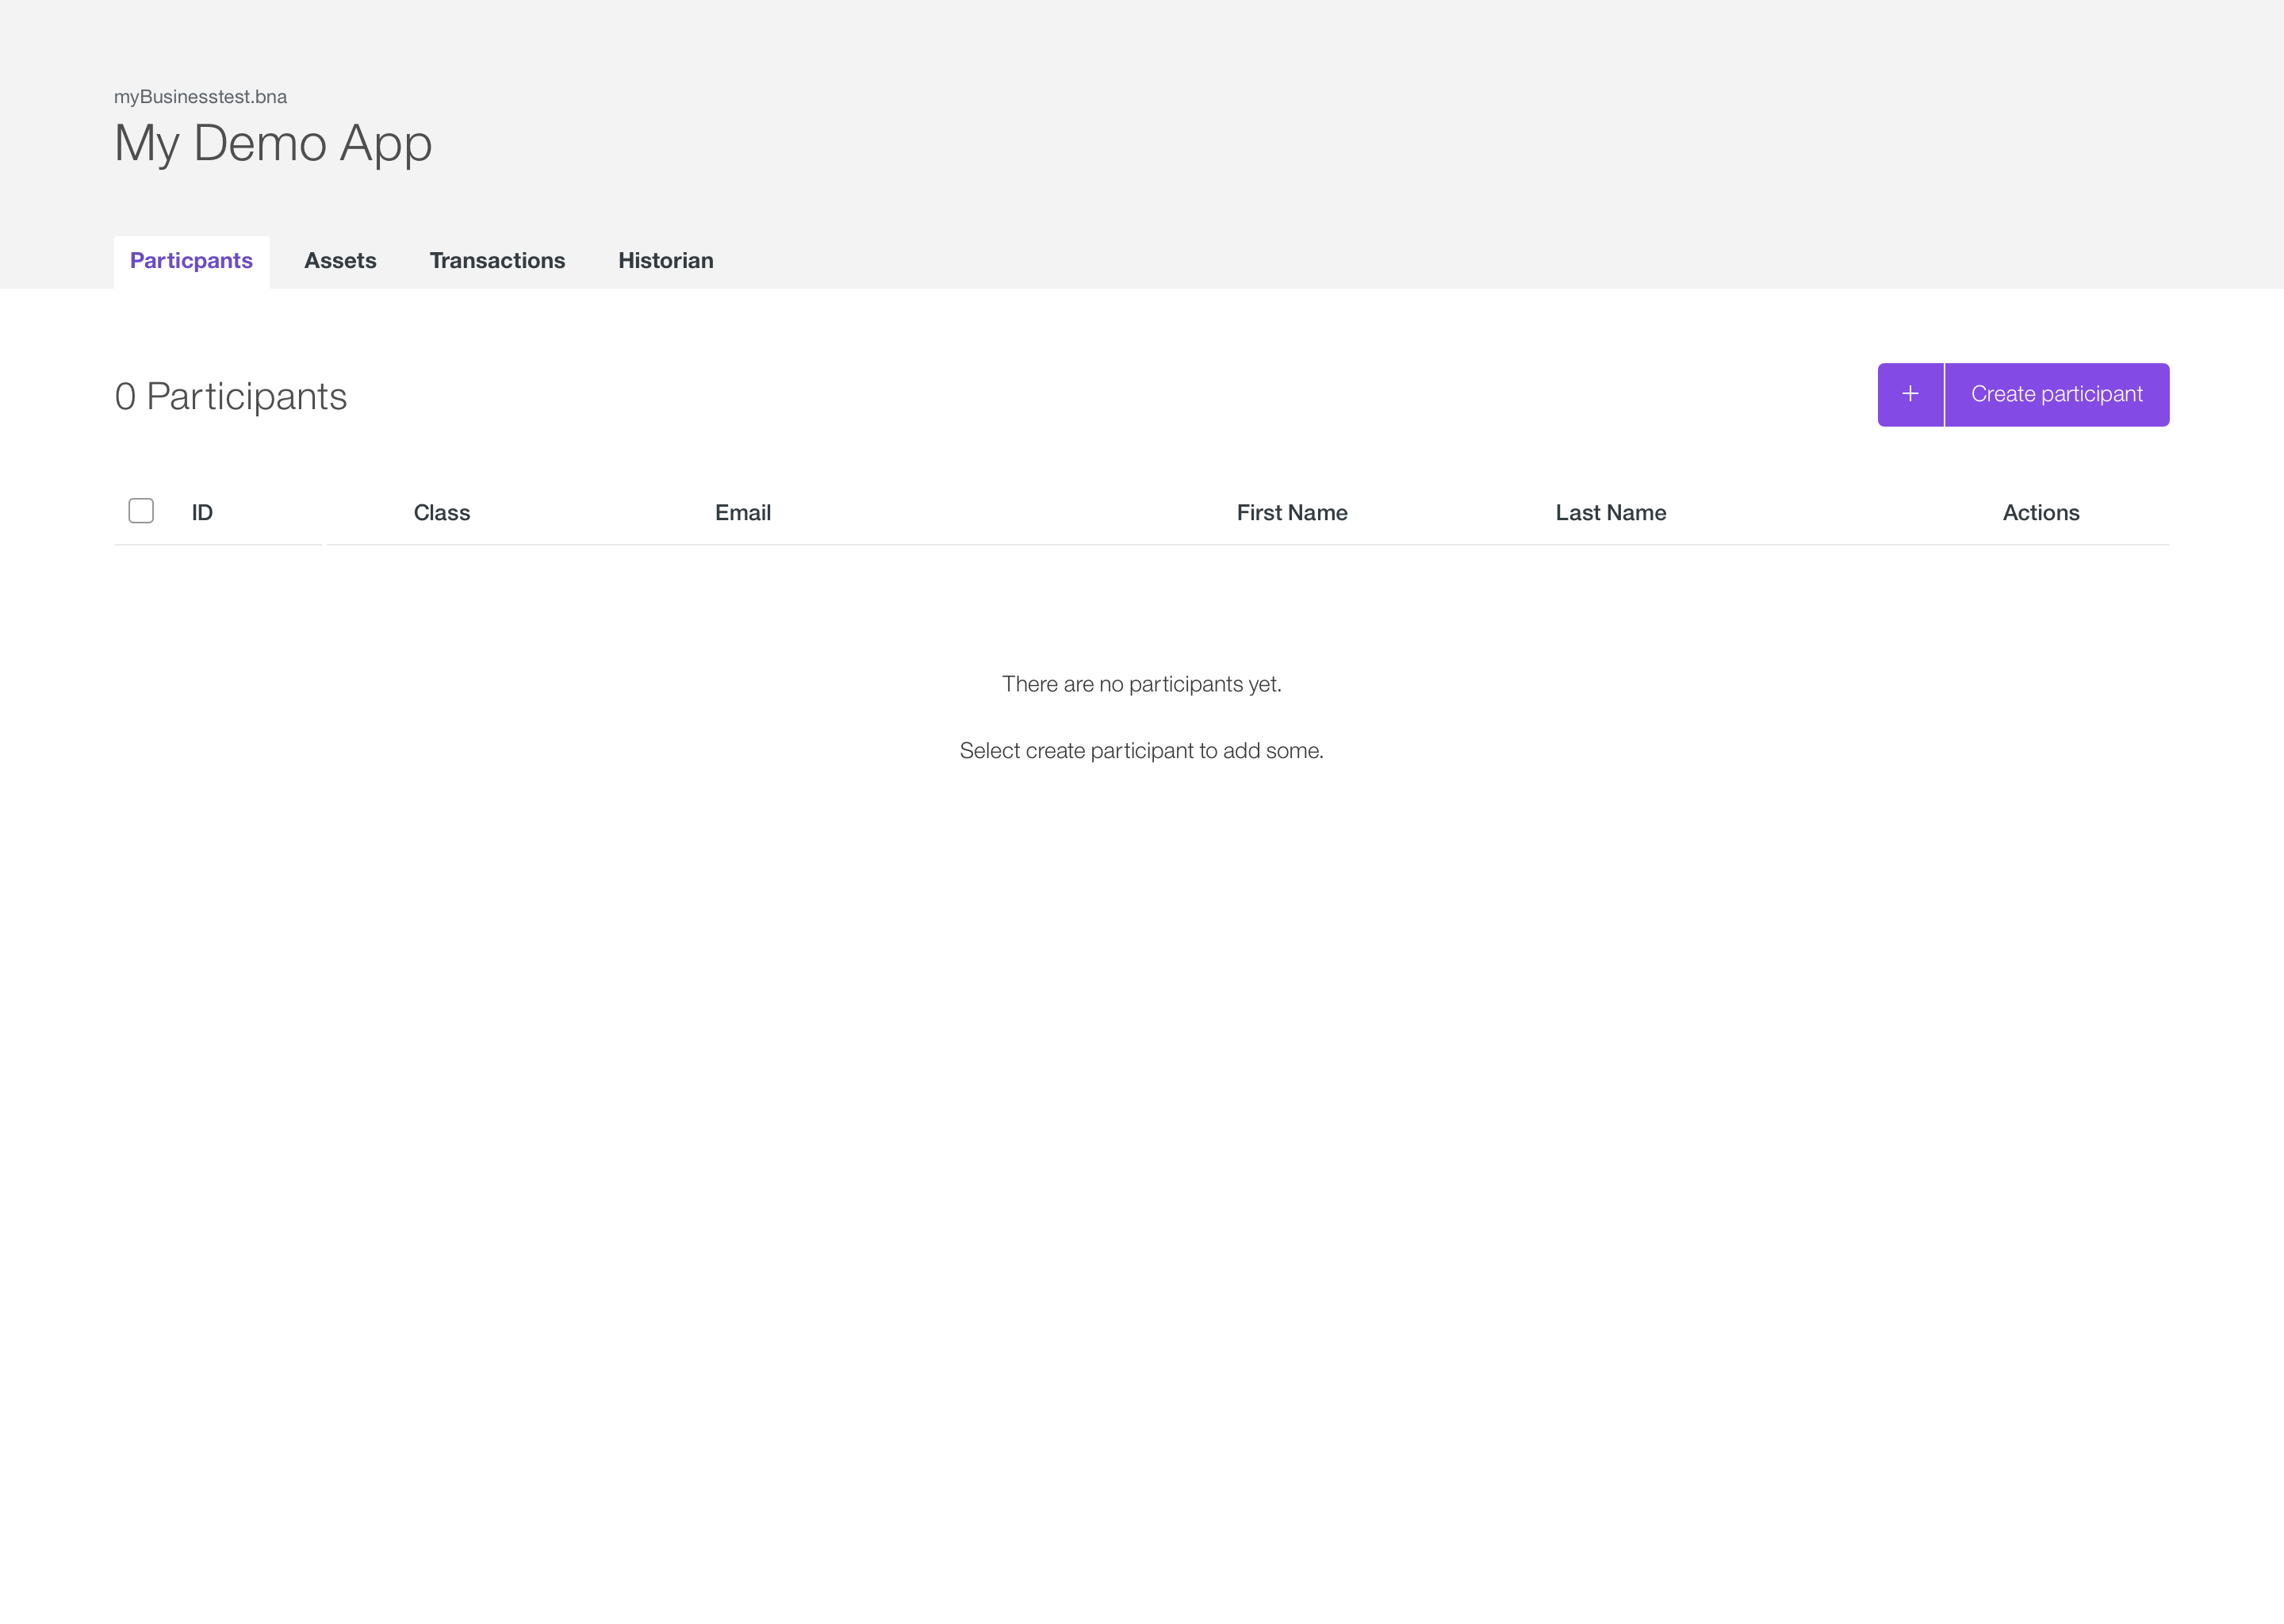 myBusinesstest.bna
My Demo App
Particpants Assets Transactions Historian
0 Participants
+ Create participant
ID Class Email First Name Last Name Actions
There are no participants yet.
Select create participant to add some.